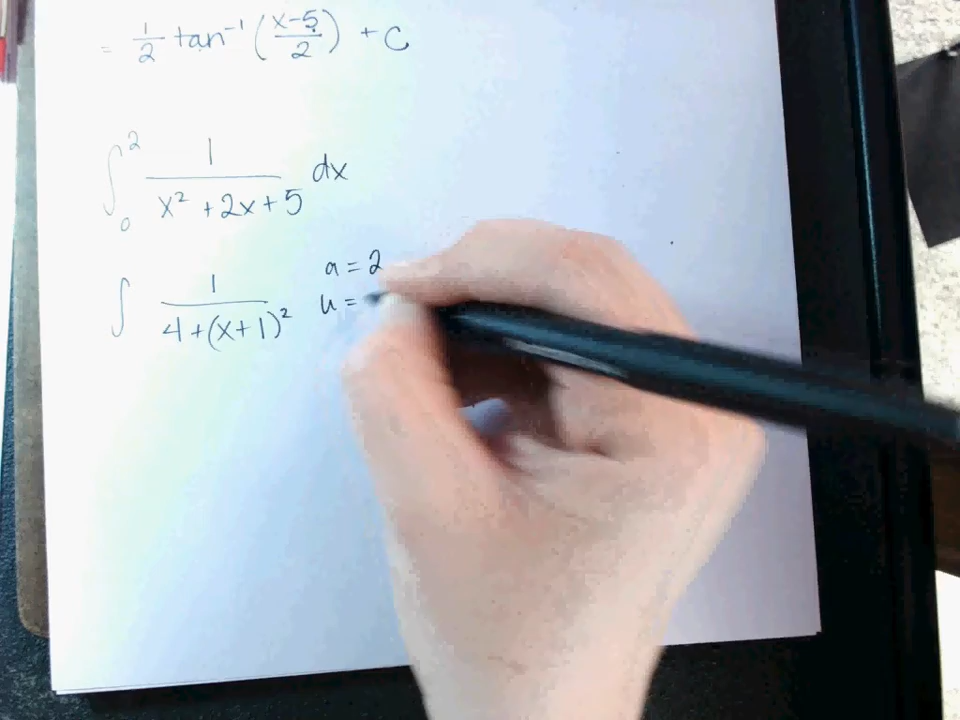 = 1/2 tan⁻¹ (x-5/2) + C
∫₀² 1/(x² + 2x + 5) dx
∫ 1/(4 + (x+1)²) a = 2
u =